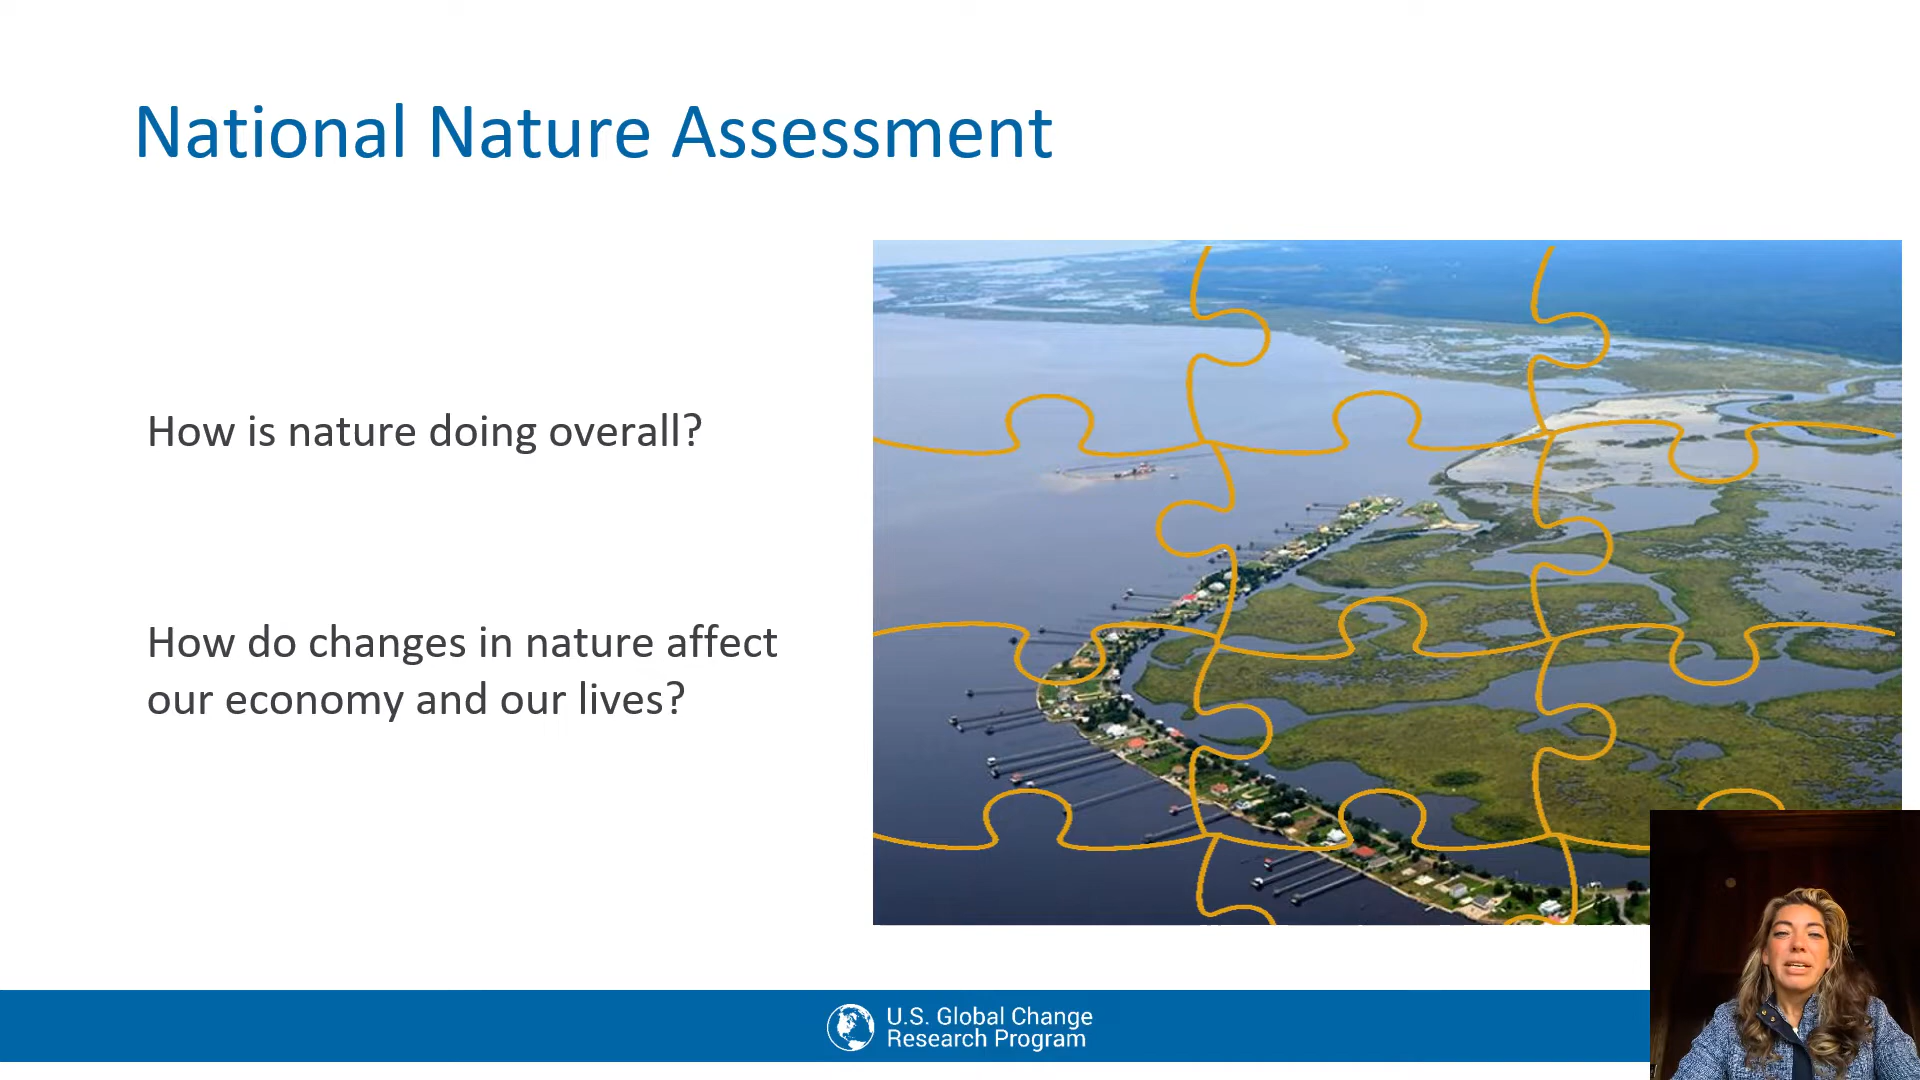 National Nature Assessment
How is nature doing overall?
How do changes in nature affect
our economy and our lives?
U.S. Global Change
Research Program